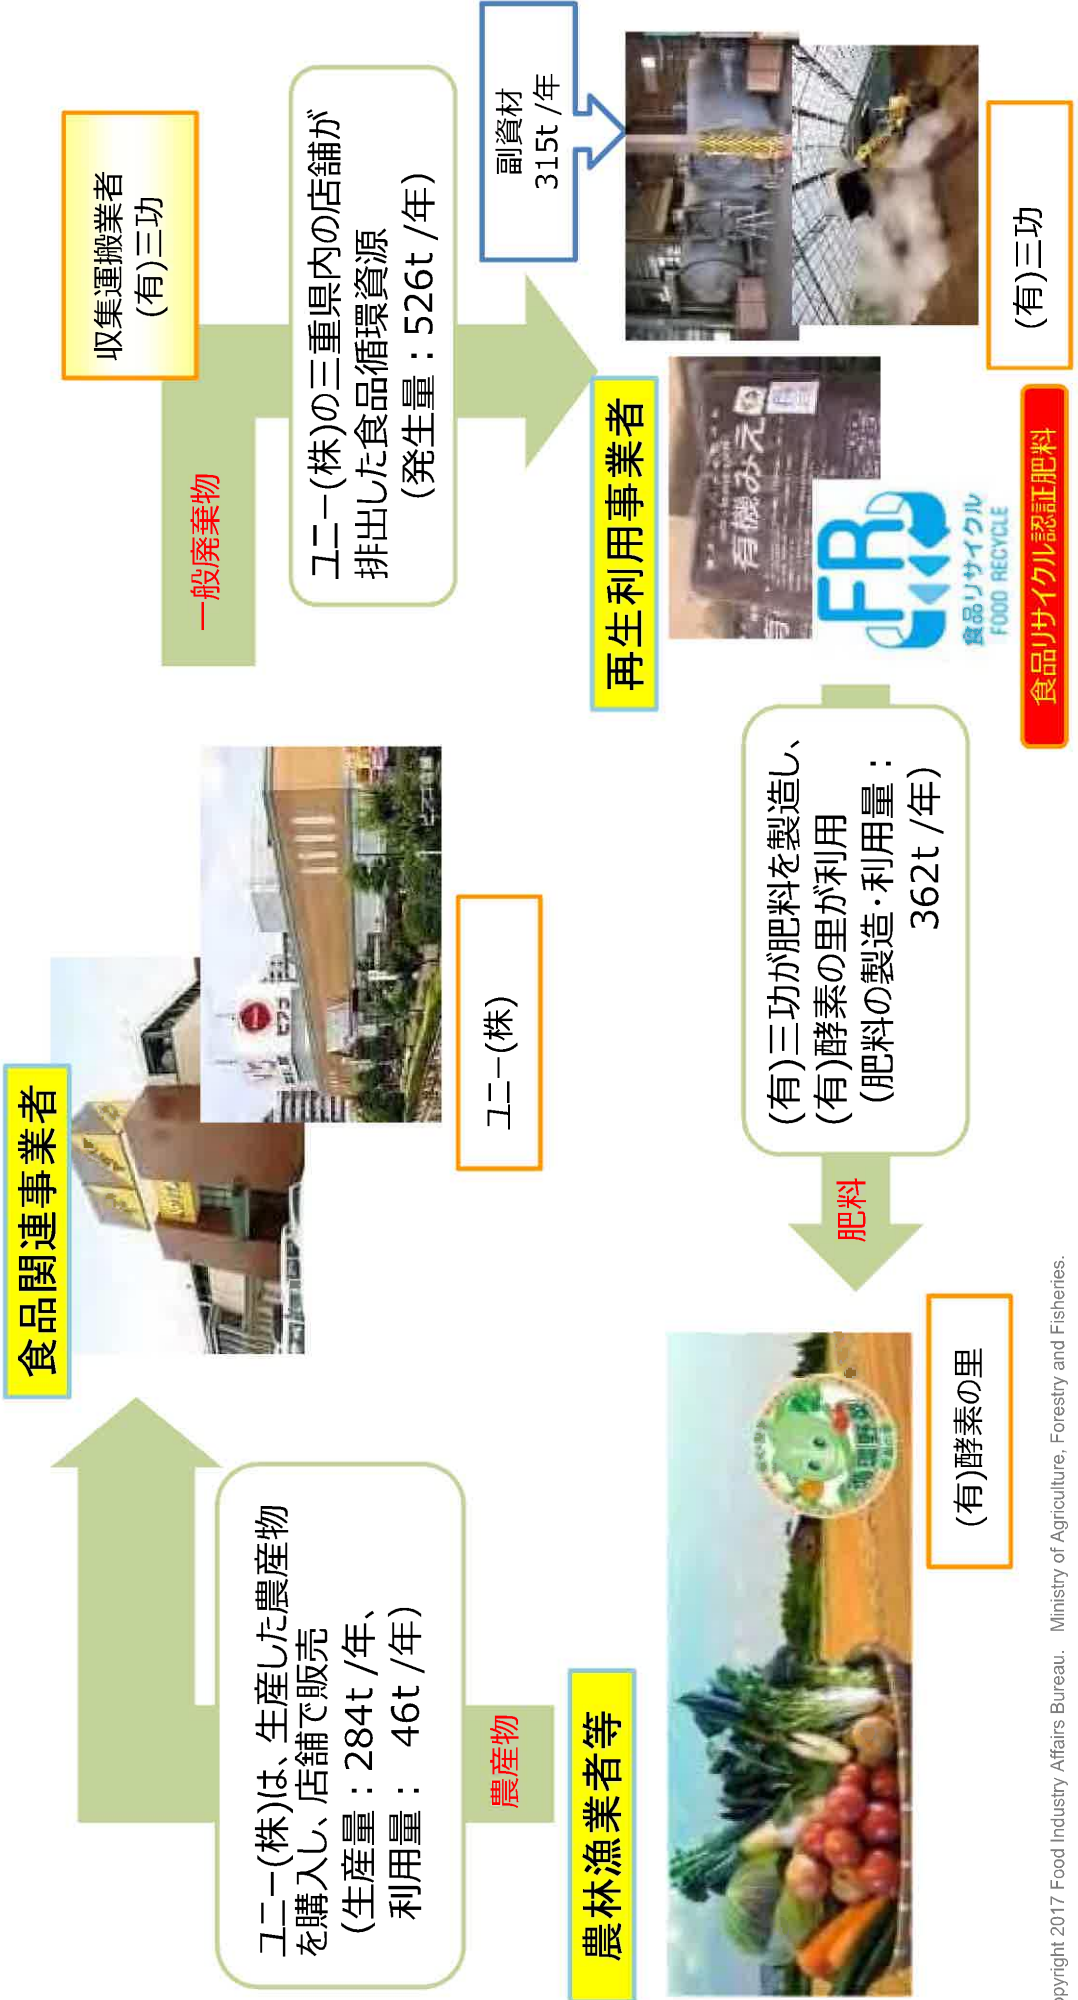 食品関連事業者
ユニー(株)
収集運搬業者
(有)三功
一般廃棄物
ユニー(株)の三重県内の店舗が
排出した食品循環資源
(発生量：526t /年)
副資材
315t /年
再生利用事業者
有機みえ
FR
食品リサイクル
FOOD RECYCLE
食品リサイクル認証肥料
(有)三功
(有)三功が肥料を製造し、
(有)酵素の里が利用
(肥料の製造・利用量：
362t /年)
肥料
農林漁業者等
(有)酵素の里
農産物
ユニー(株)は、生産した農産物
を購入し、店舗で販売
(生産量：284t /年、
利用量： 46t /年)
ピアゴ
opyright 2017 Food Industry Affairs Bureau. Ministry of Agriculture, Forestry and Fisheries.